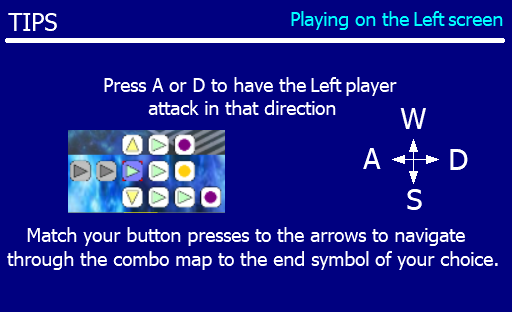 TIPS
Playing on the Left screen
Press A or D to have the Left player
attack in that direction
W
A
D
S
Match your button presses to the arrows to navigate
through the combo map to the end symbol of your choice.